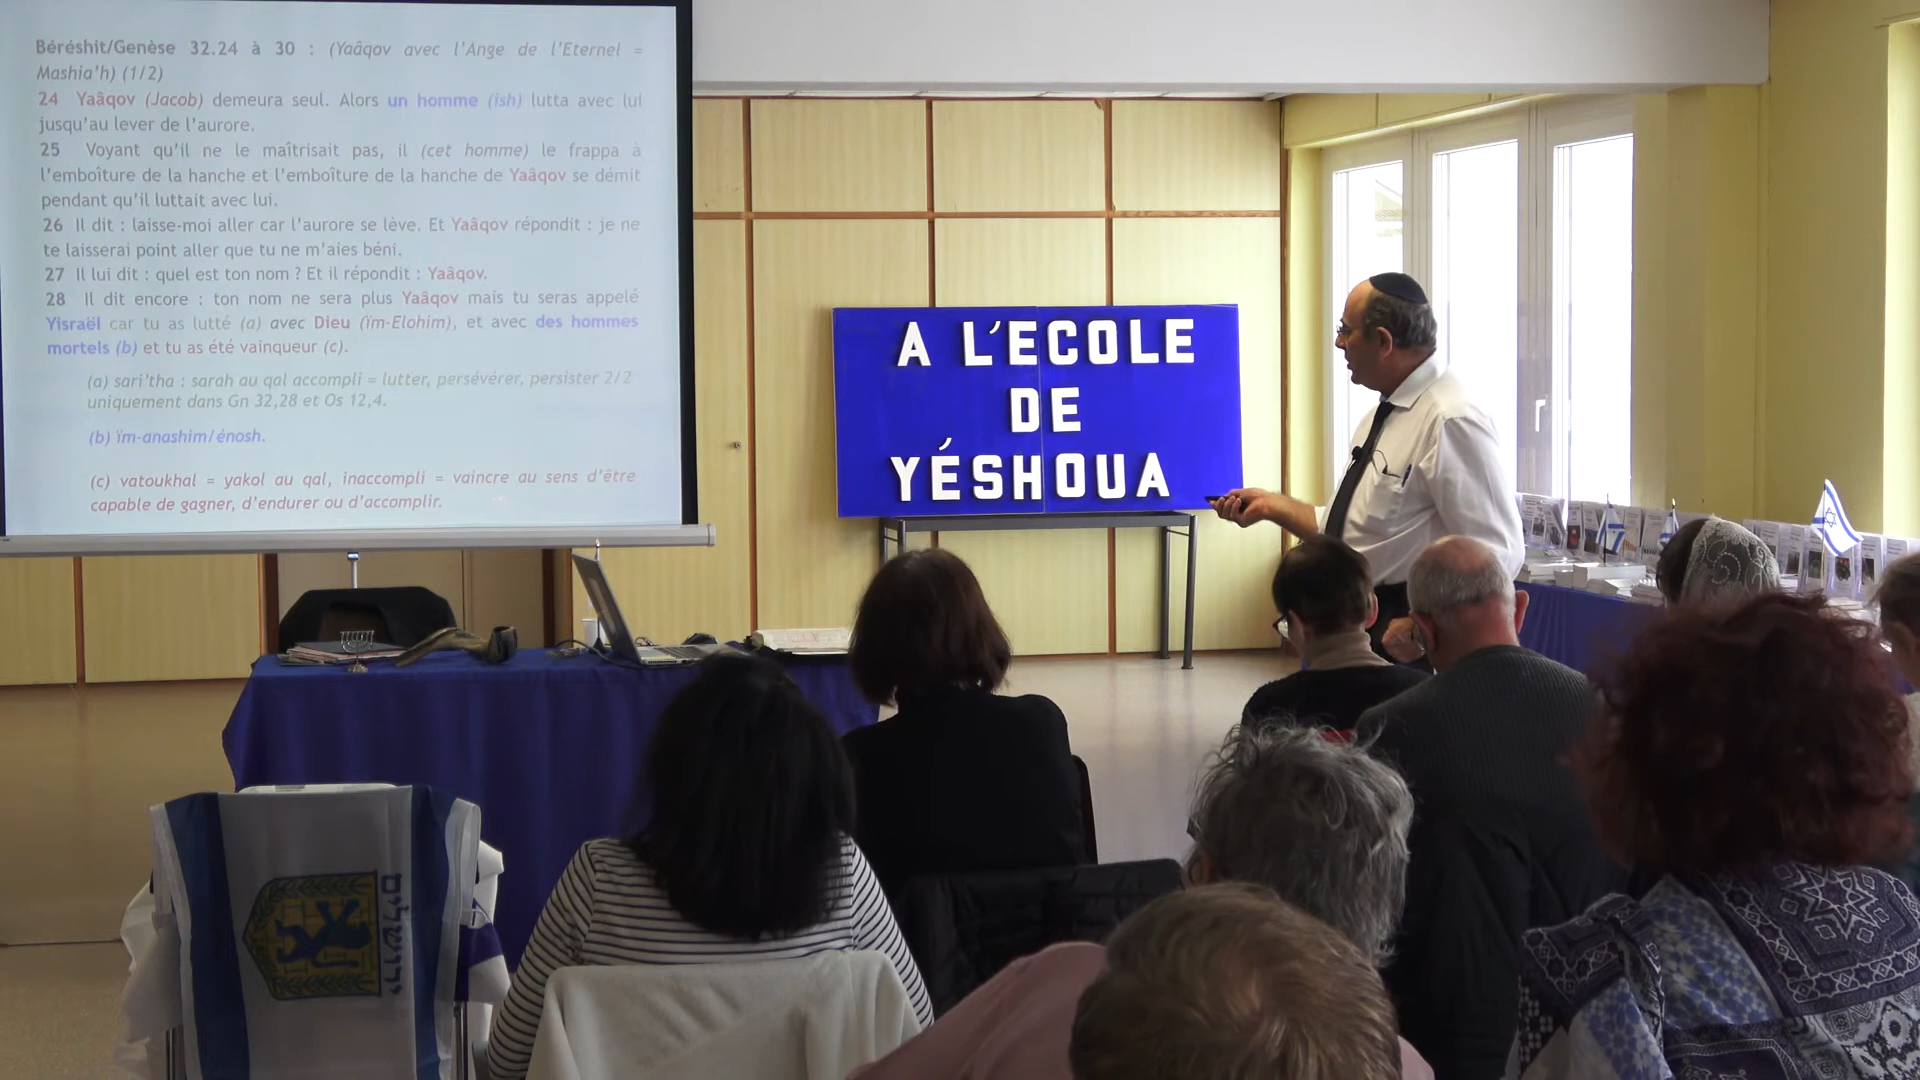 Béréshit/Genèse 32.24 à 30 : (Yaâqov avec l'Ange de l'Eternel =
Mashia'h) (1/2)
24 Yaâqov (Jacob) demeura seul. Alors un homme (ish) lutta avec lui
jusqu'au lever de l'aurore.
25 Voyant qu'il ne le maîtrisait pas, il (cet homme) le frappa à
l'emboîture de la hanche et l'emboîture de la hanche de Yaâqov se démit
pendant qu'il luttait avec lui.
26 Il dit : laisse-moi aller car l'aurore se lève. Et Yaâqov répondit : je ne
te laisserai point aller que tu ne m'aies béni.
27 Il lui dit : quel est ton nom ? Et il répondit : Yaâqov.
28 Il dit encore : ton nom ne sera plus Yaâqov mais tu seras appelé
Yisraël car tu as lutté (a) avec Dieu (ïm-Elohim), et avec des hommes
mortels (b) et tu as été vainqueur (c).
(a) sari'tha : sarah au qal accompli = lutter, persévérer, persister 2/2
uniquement dans Gn 32,28 et Os 12,4.
(b) ïm-anashim/énosh.
(c) vatoukhal = yakol au qal, inaccompli = vaincre au sens d'être
capable de gagner, d'endurer ou d'accomplir.
A L'ECOLE
DE
YÉSHOUA
ירושלים